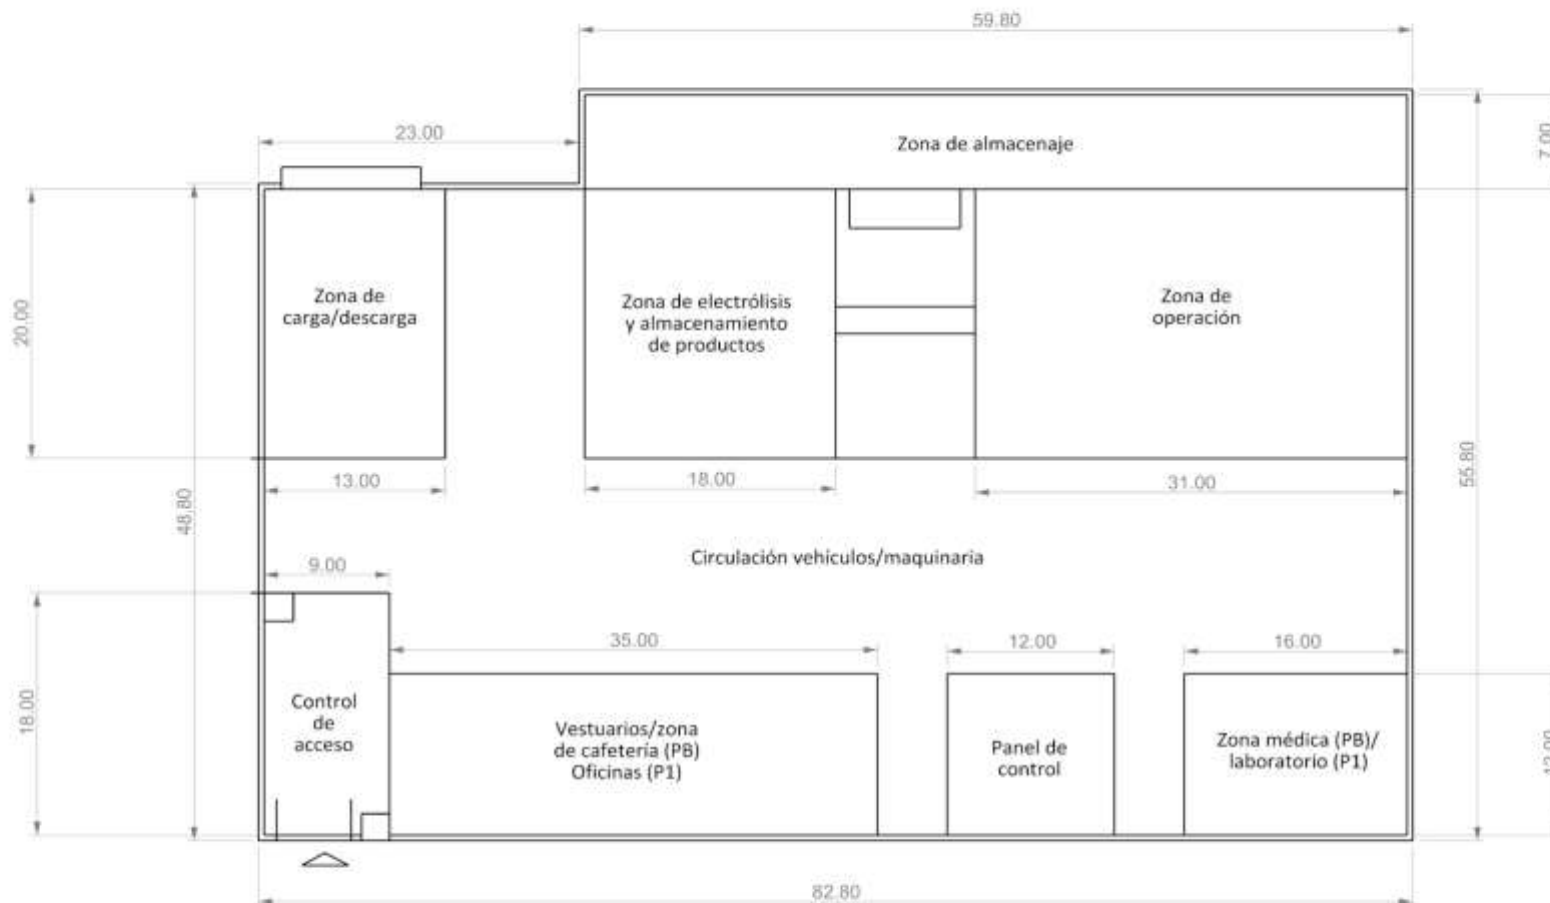 59.80
23.00
Zona de almacenaje
7.00
Zona de
carga/descarga
Zona de electrólisis
y almacenamiento
de productos
Zona de
operación
20.00
13.00
18.00
31.00
48.80
55.80
Circulación vehículos/maquinaria
9.00
35.00
12.00
16.00
18.00
Control
de
acceso
Vestuarios/zona
de cafetería (PB)
Oficinas (P1)
Panel de
control
Zona médica (PB)/
laboratorio (P1)
82.80